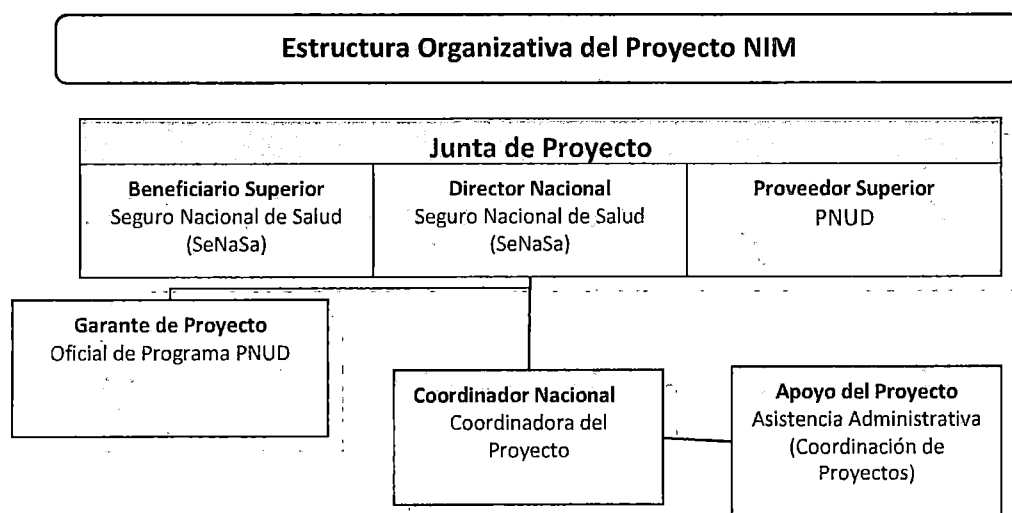 Estructura Organizativa del Proyecto NIM
Junta de Proyecto
Beneficiario Superior
Seguro Nacional de Salud
(SeNaSa)
Director Nacional
Seguro Nacional de Salud
(SeNaSa)
Proveedor Superior
PNUD
Garante de Proyecto
Oficial de Programa PNUD
Coordinador Nacional
Coordinadora del
Proyecto
Apoyo del Proyecto
Asistencia Administrativa
(Coordinación de
Proyectos)